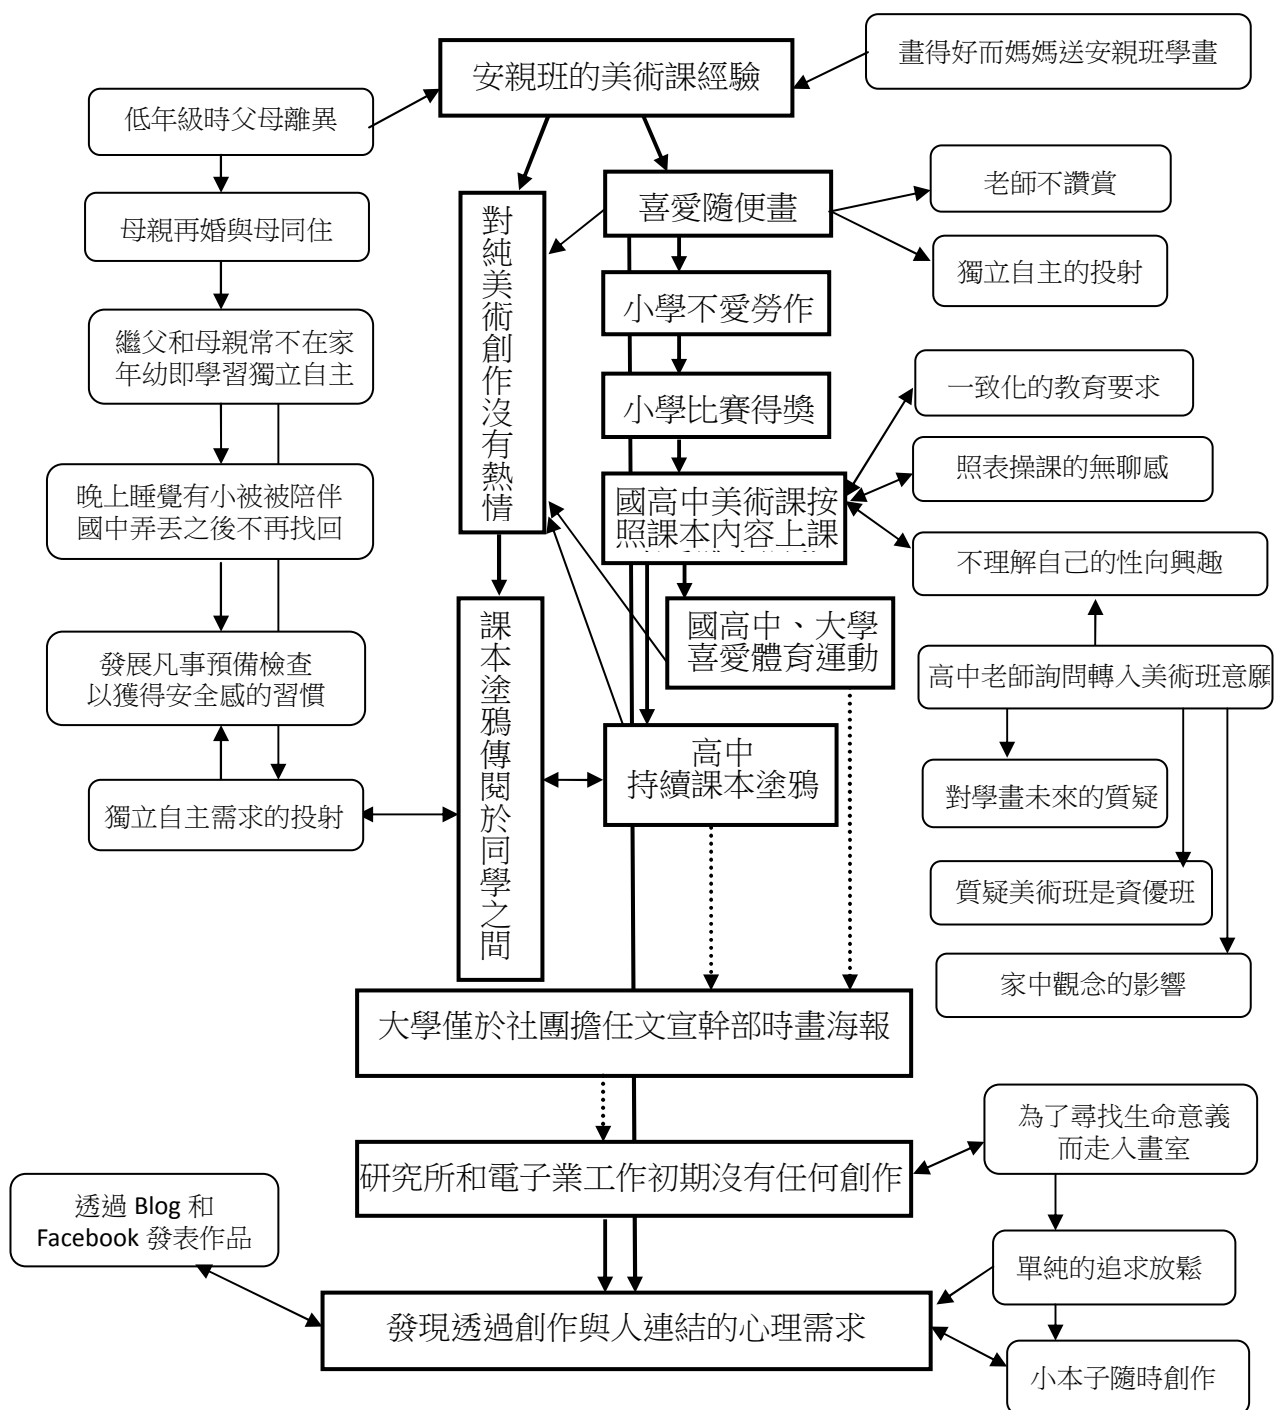 畫得好而媽媽送安親班學畫
安親班的美術課經驗
低年級時父母離異
老師不讚賞
喜愛隨便畫
母親再婚與母同住
對純美術創作沒有熱情
獨立自主的投射
小學不愛勞作
繼父和母親常不在家
年幼即學習獨立自主
一致化的教育要求
小學比賽得獎
照表操課的無聊感
晚上睡覺有小被被陪伴
國中弄丟之後不再找回
國高中美術課按
照課本內容上課
不理解自己的性向興趣
國高中、大學
喜愛體育運動
課本塗鴉傳閱於同學之間
發展凡事預備檢查
以獲得安全感的習慣
高中老師詢問轉入美術班意願
高中
持續課本塗鴉
對學畫未來的質疑
獨立自主需求的投射
質疑美術班是資優班
家中觀念的影響
大學僅於社團擔任文宣幹部時畫海報
為了尋找生命意義
而走入畫室
研究所和電子業工作初期沒有任何創作
透過 Blog 和
Facebook 發表作品
單純的追求放鬆
發現透過創作與人連結的心理需求
小本子隨時創作